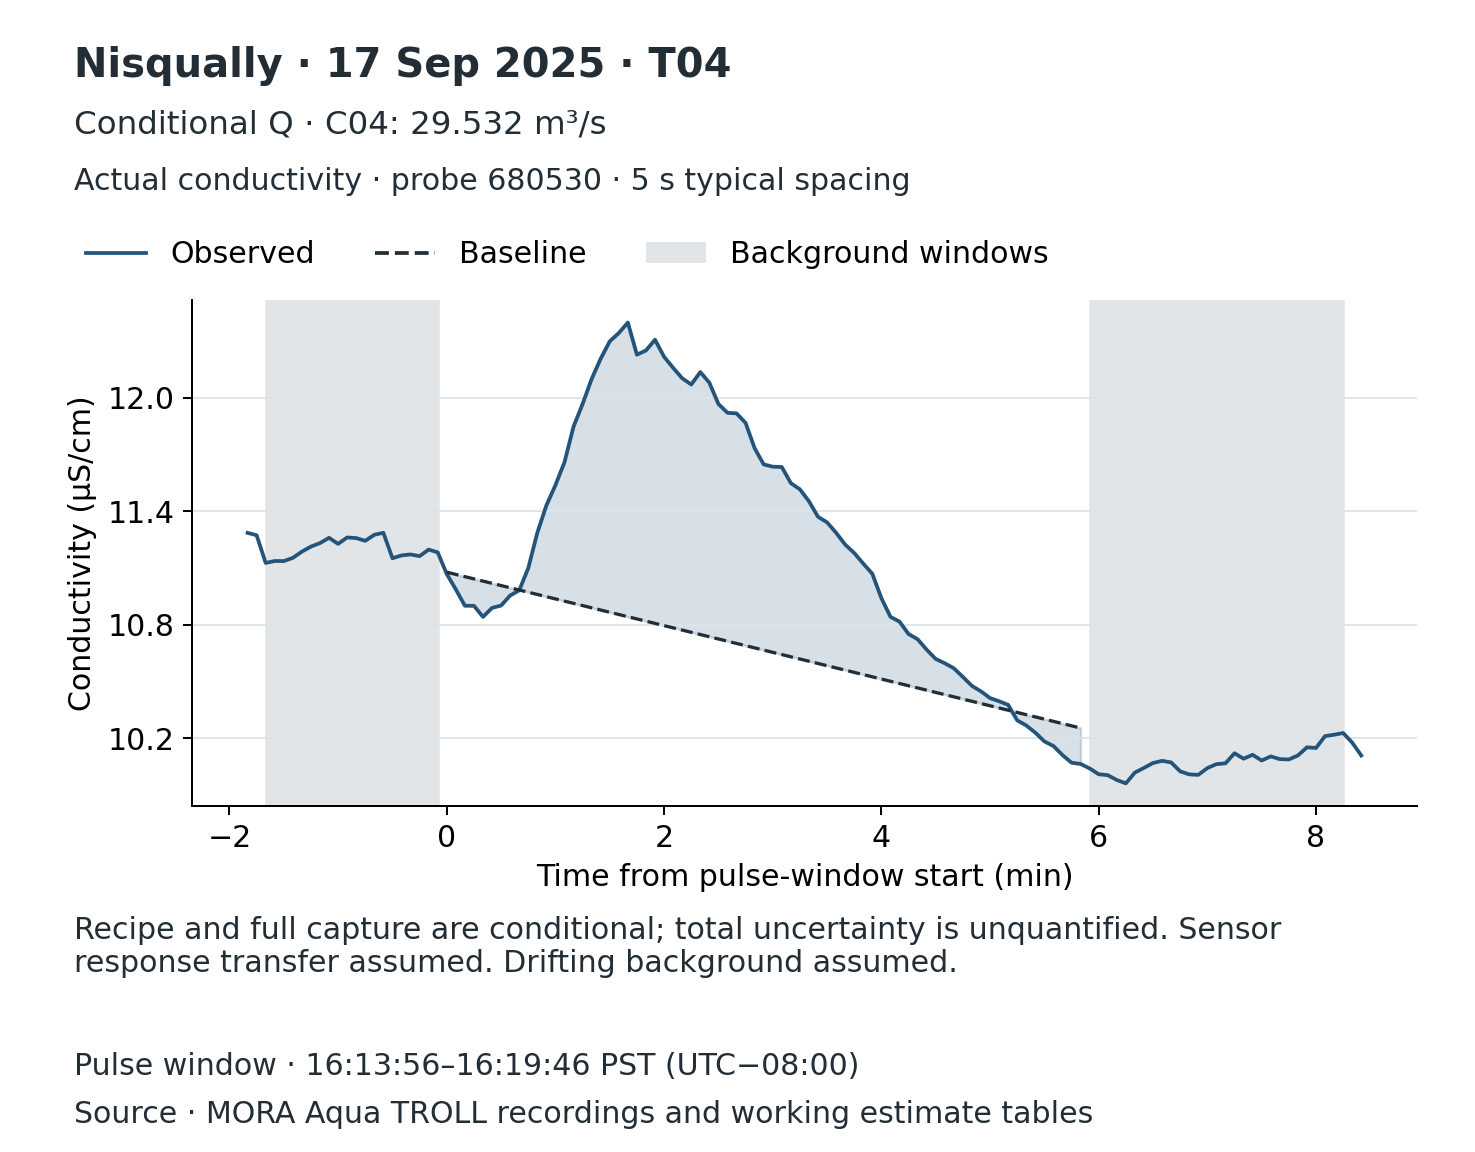 Nisqually · 17 Sep 2025 · T04
Conditional Q · C04: 29.532 m³/s
Actual conductivity · probe 680530 · 5 s typical spacing
Observed Baseline Background windows
Conductivity (µS/cm)
12.0
11.4
10.8
10.2
−2 0 2 4 6 8
Time from pulse-window start (min)
Recipe and full capture are conditional; total uncertainty is unquantified. Sensor
response transfer assumed. Drifting background assumed.
Pulse window · 16:13:56–16:19:46 PST (UTC−08:00)
Source · MORA Aqua TROLL recordings and working estimate tables